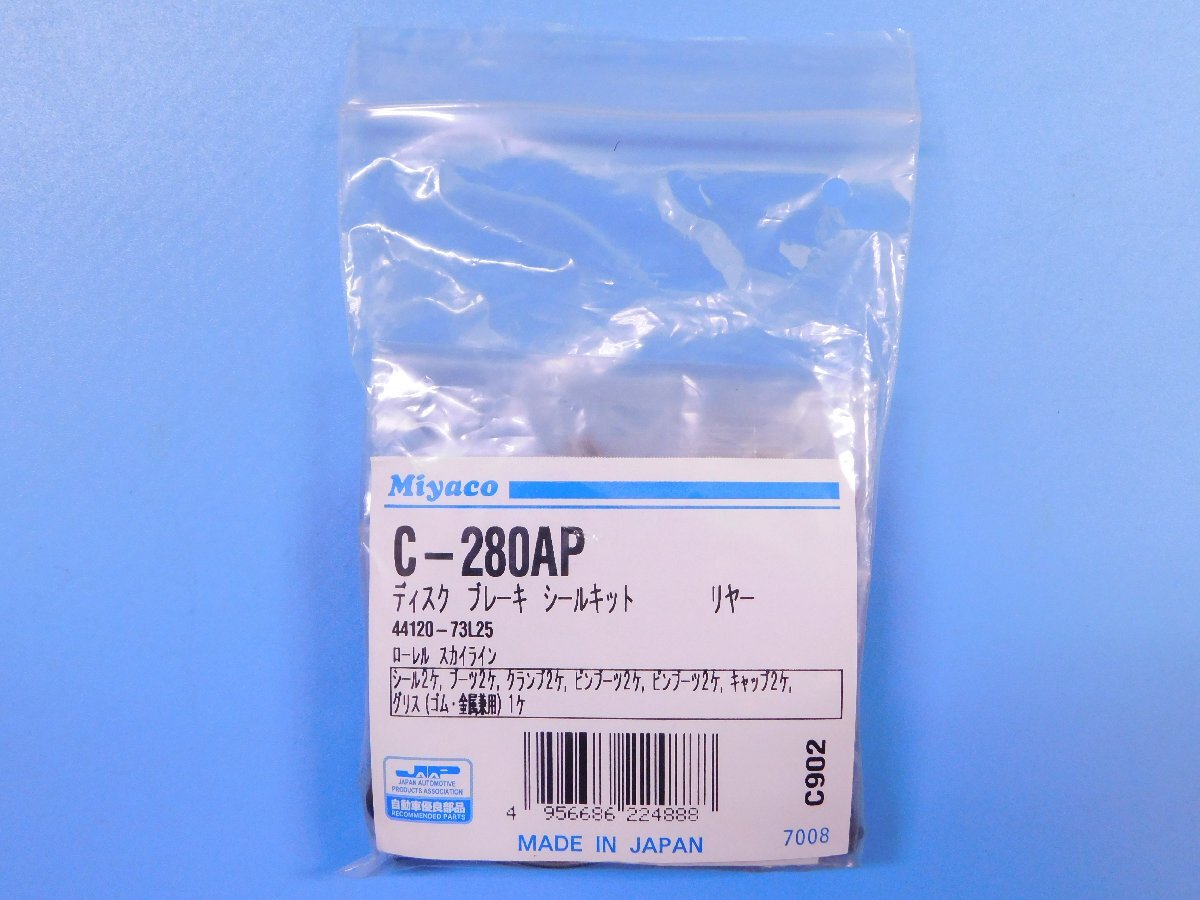 Miyaco
C-280AP
ディスク ブレーキ シールキット リヤー
44120-73L25
ローレル スカイライン
シール2ケ, ブーツ2ケ, クランプ2ケ, ピンブーツ2ケ, ピンブーツ2ケ, キャップ2ケ,
グリス(ゴム・金属兼用)1ケ
JAPAN AUTOMOTIVE
PRODUCTS ASSOCIATION
自動車優良部品
RECOMMENDED PARTS
4 956686 224888
MADE IN JAPAN
C902
7008